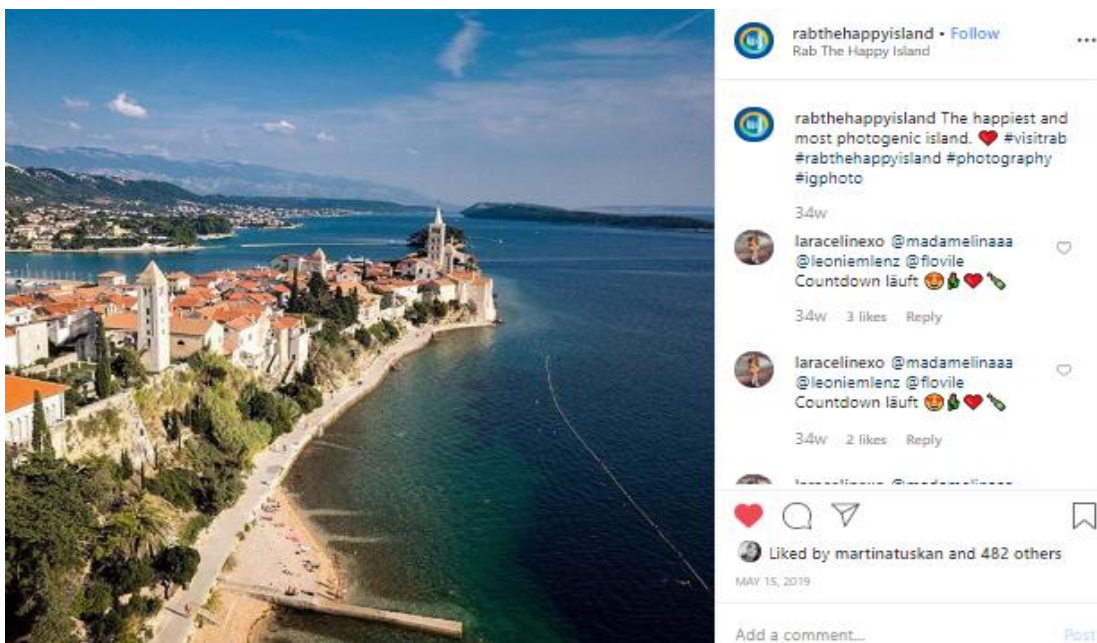 rabthehappyisland • Follow
Rab The Happy Island
rabthehappyisland The happiest and
most photogenic island. ❤️ #visitrab
#rabthehappyisland #photography
#igphoto
34w
laracelinexo @madamelinaaa
@leoniemlenz @flovile
Countdown läuft 🤩💃❤️🍾
34w 3 likes Reply
laracelinexo @madamelinaaa
@leoniemlenz @flovile
Countdown läuft 🤩💃❤️🍾
34w 2 likes Reply
Liked by martinatuskan and 482 others
MAY 15, 2019
Add a comment... Post